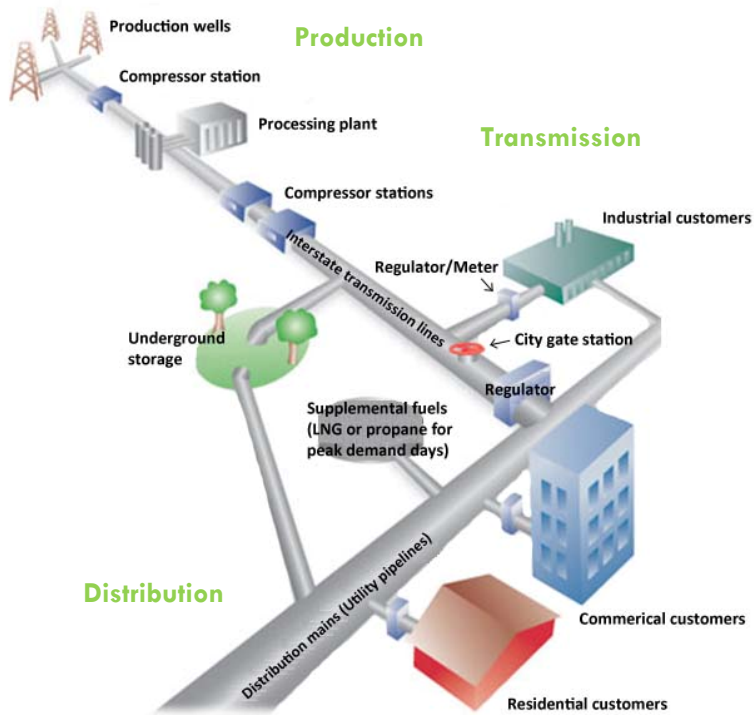 Production wells
Production
Compressor station
Processing plant
Transmission
Compressor stations
Industrial customers
Interstate transmission lines
Regulator/Meter
City gate station
Underground
storage
Regulator
Supplemental fuels
(LNG or propane for
peak demand days)
Distribution
Distribution mains (Utility pipelines)
Commerical customers
Residential customers